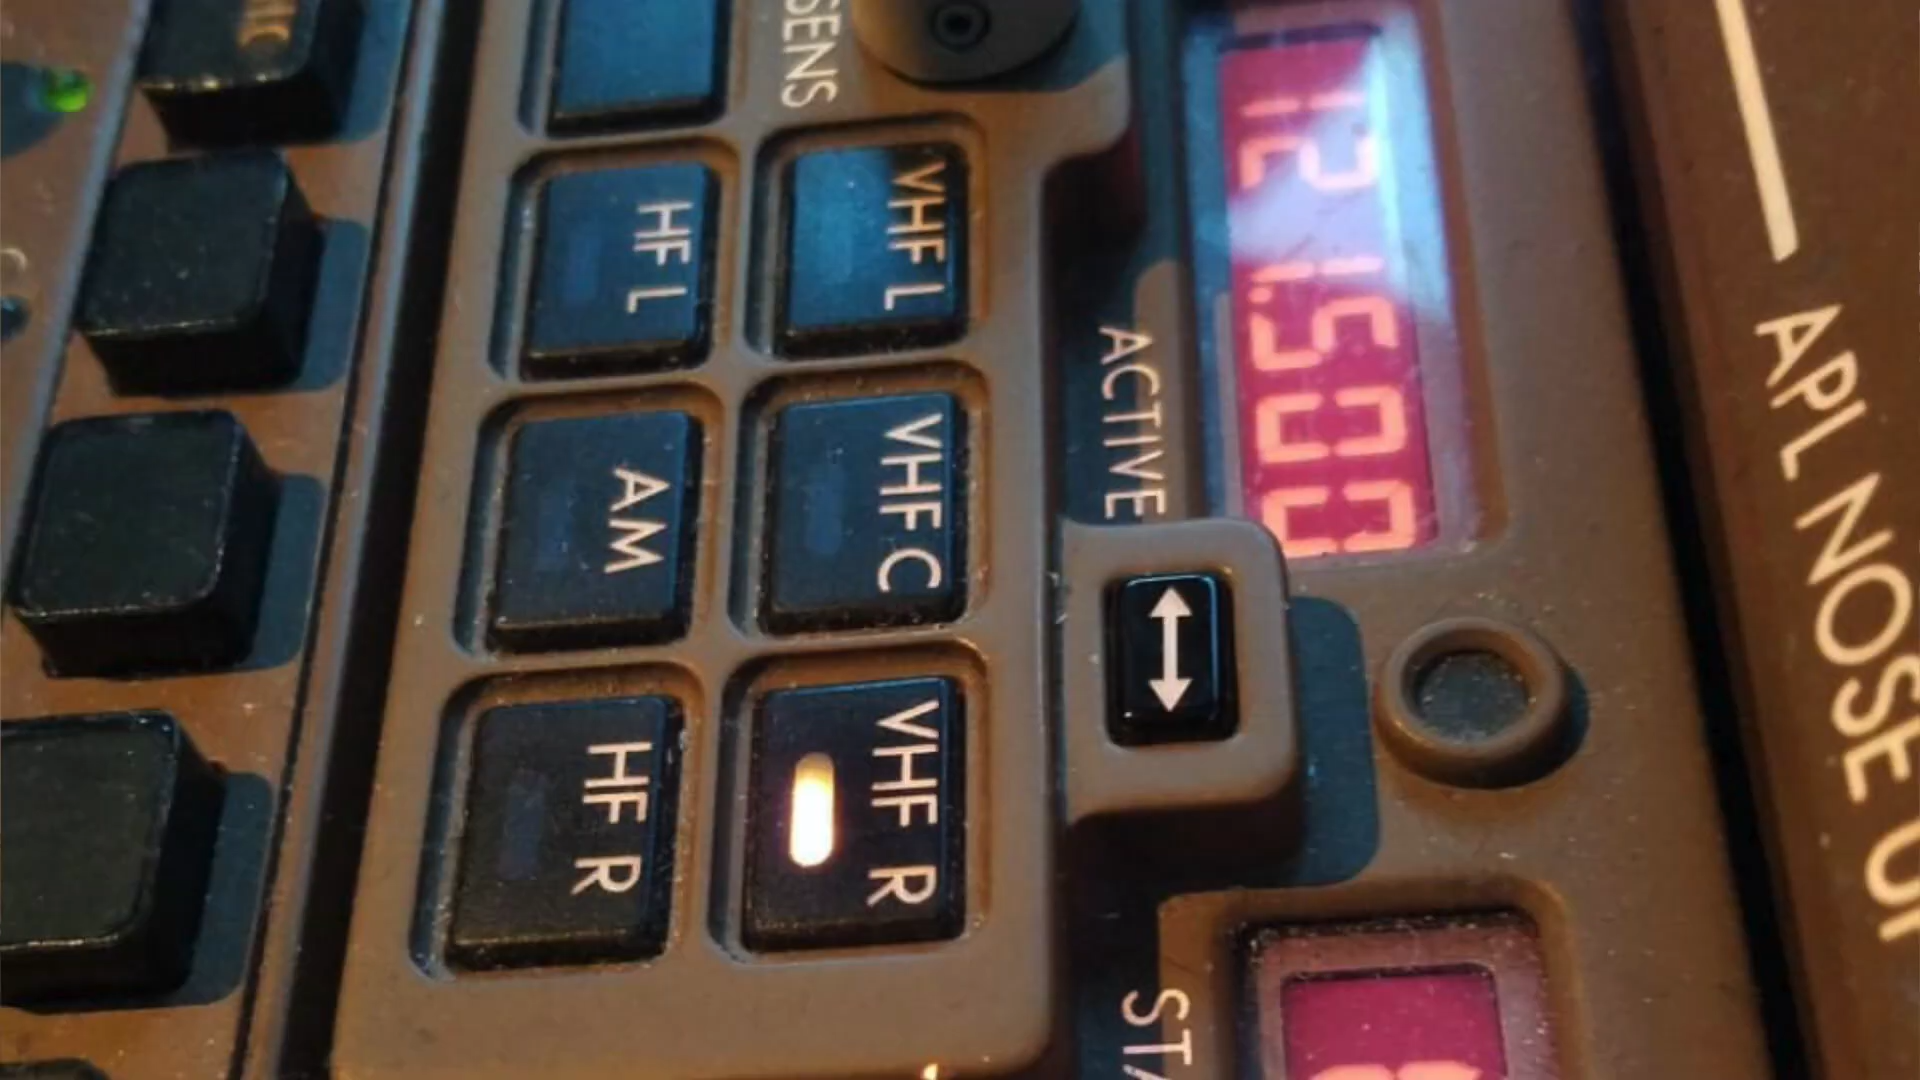 APL NOSE
121.500
ACTIVE
↕
SENS
VHF L
VHF C
VHF R
HF L
AM
HF R